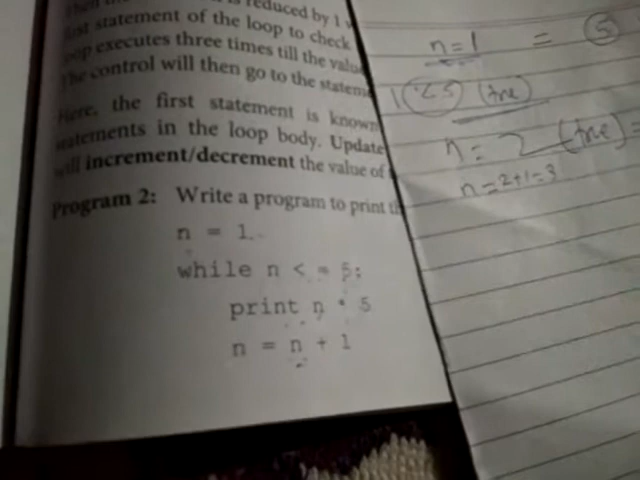 reduced by 1
statement of the loop to check
executes three times till the value
The control will then go to the
Here, the first statement is known
statements in the loop body. Update
will increment/decrement the value of
Program 2: Write a program to print
n = 1
while n < = 5:
print n * 5
n = n + 1
n=1 = 5
1 <5 (true)
n= 2 (true)
n=2+1=3